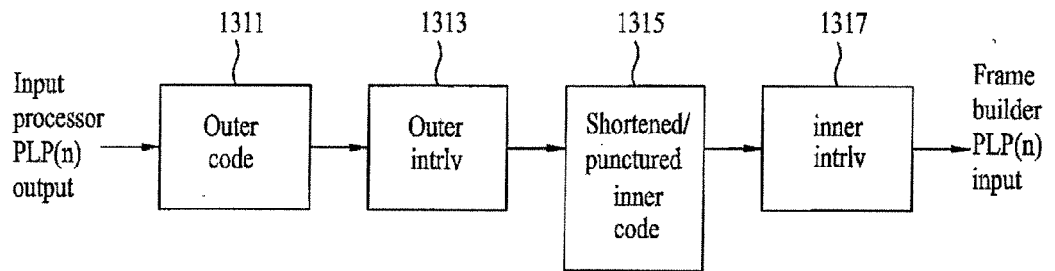 1311
1313
1315
1317
Input
processor
PLP(n)
output
Outer
code
Outer
intrlv
Shortened/
punctured
inner
code
inner
intrlv
Frame
builder
PLP(n)
input